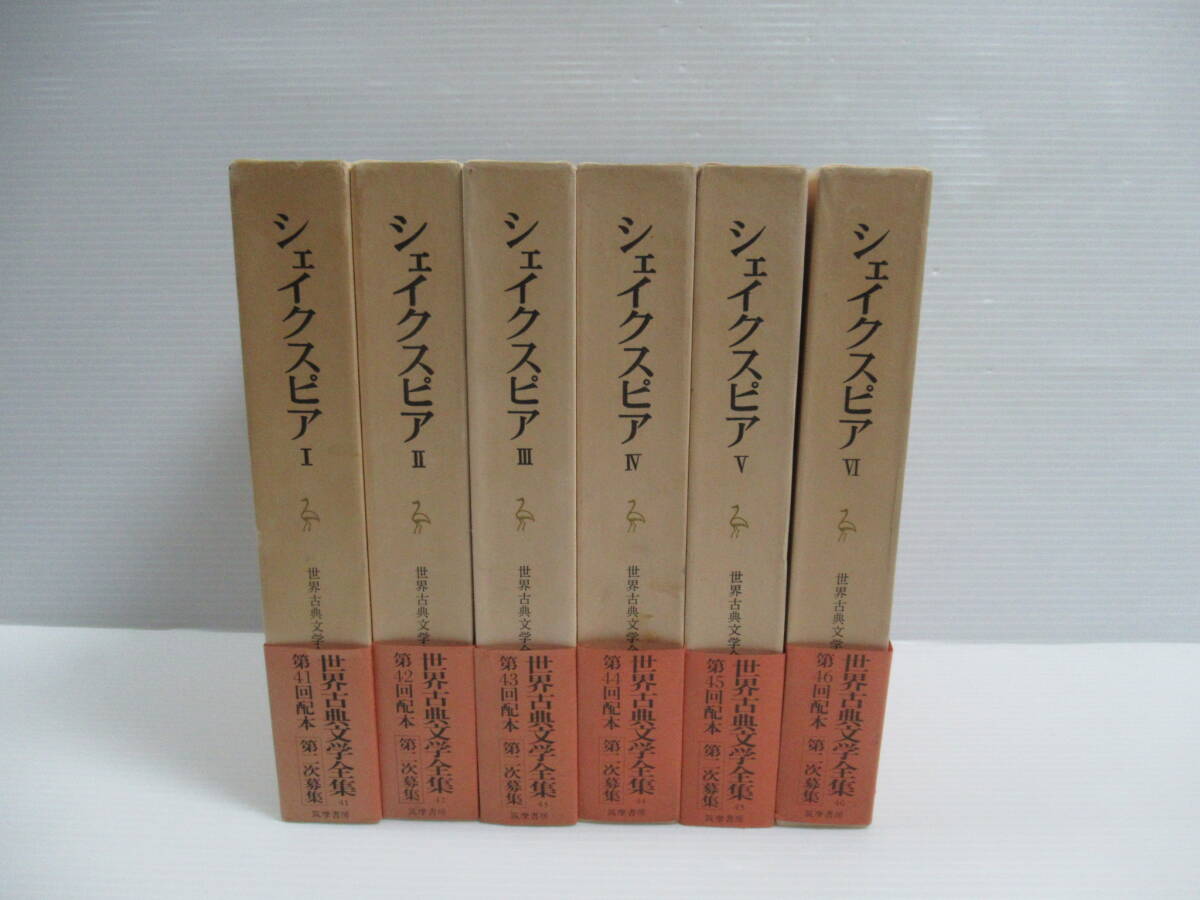 シェイクスピア I
世界古典文学
世界古典文学全集 41
第41回配本 第二次募集
筑摩書房
シェイクスピア II
世界古典文学
世界古典文学全集 42
第42回配本 第二次募集
筑摩書房
シェイクスピア III
世界古典文学
世界古典文学全集 43
第43回配本 第二次募集
筑摩書房
シェイクスピア IV
世界古典文学
世界古典文学全集 44
第44回配本 第二次募集
筑摩書房
シェイクスピア V
世界古典文学
世界古典文学全集 45
第45回配本 第二次募集
筑摩書房
シェイクスピア VI
世界古典文学
世界古典文学全集 46
第46回配本 第二次募集
筑摩書房